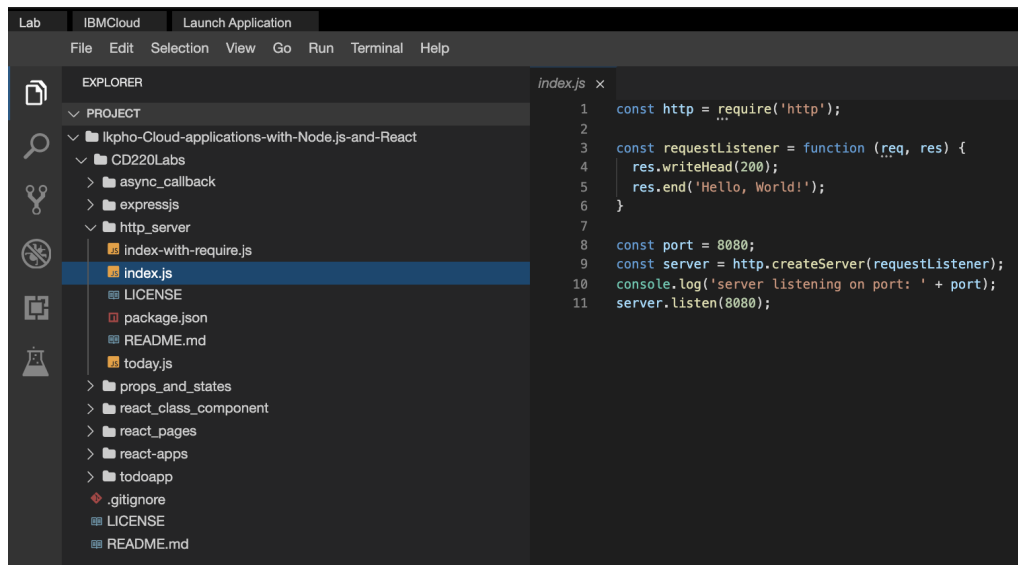 Lab IBMCloud Launch Application
File Edit Selection View Go Run Terminal Help
EXPLORER
PROJECT
lkpho-Cloud-applications-with-Node.js-and-React
CD220Labs
async_callback
expressjs
http_server
index-with-require.js
index.js
LICENSE
package.json
README.md
today.js
props_and_states
react_class_component
react_pages
react-apps
todoapp
.gitignore
LICENSE
README.md
index.js ×
1 const http = require('http');
2
3 const requestListener = function (req, res) {
4 res.writeHead(200);
5 res.end('Hello, World!');
6 }
7
8 const port = 8080;
9 const server = http.createServer(requestListener);
10 console.log('server listening on port: ' + port);
11 server.listen(8080);